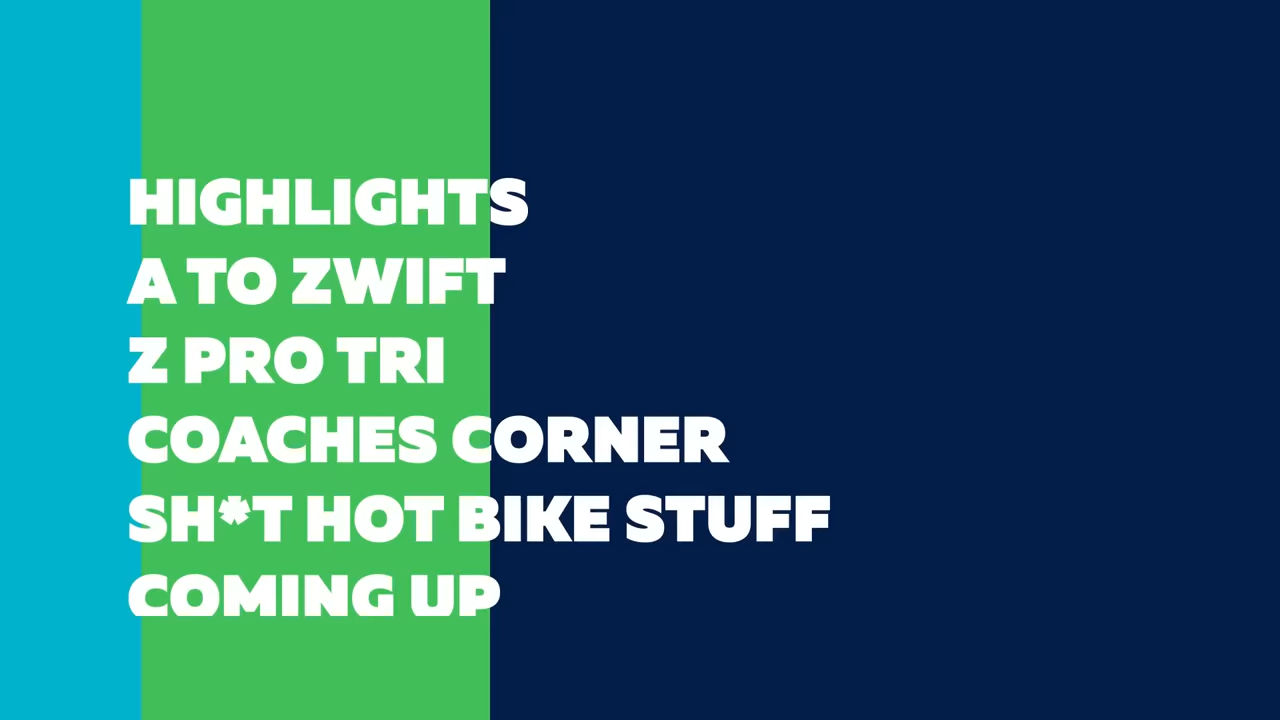 HIGHLIGHTS
A TO ZWIFT
Z PRO TRI
COACHES CORNER
SH*T HOT BIKE STUFF
COMING UP